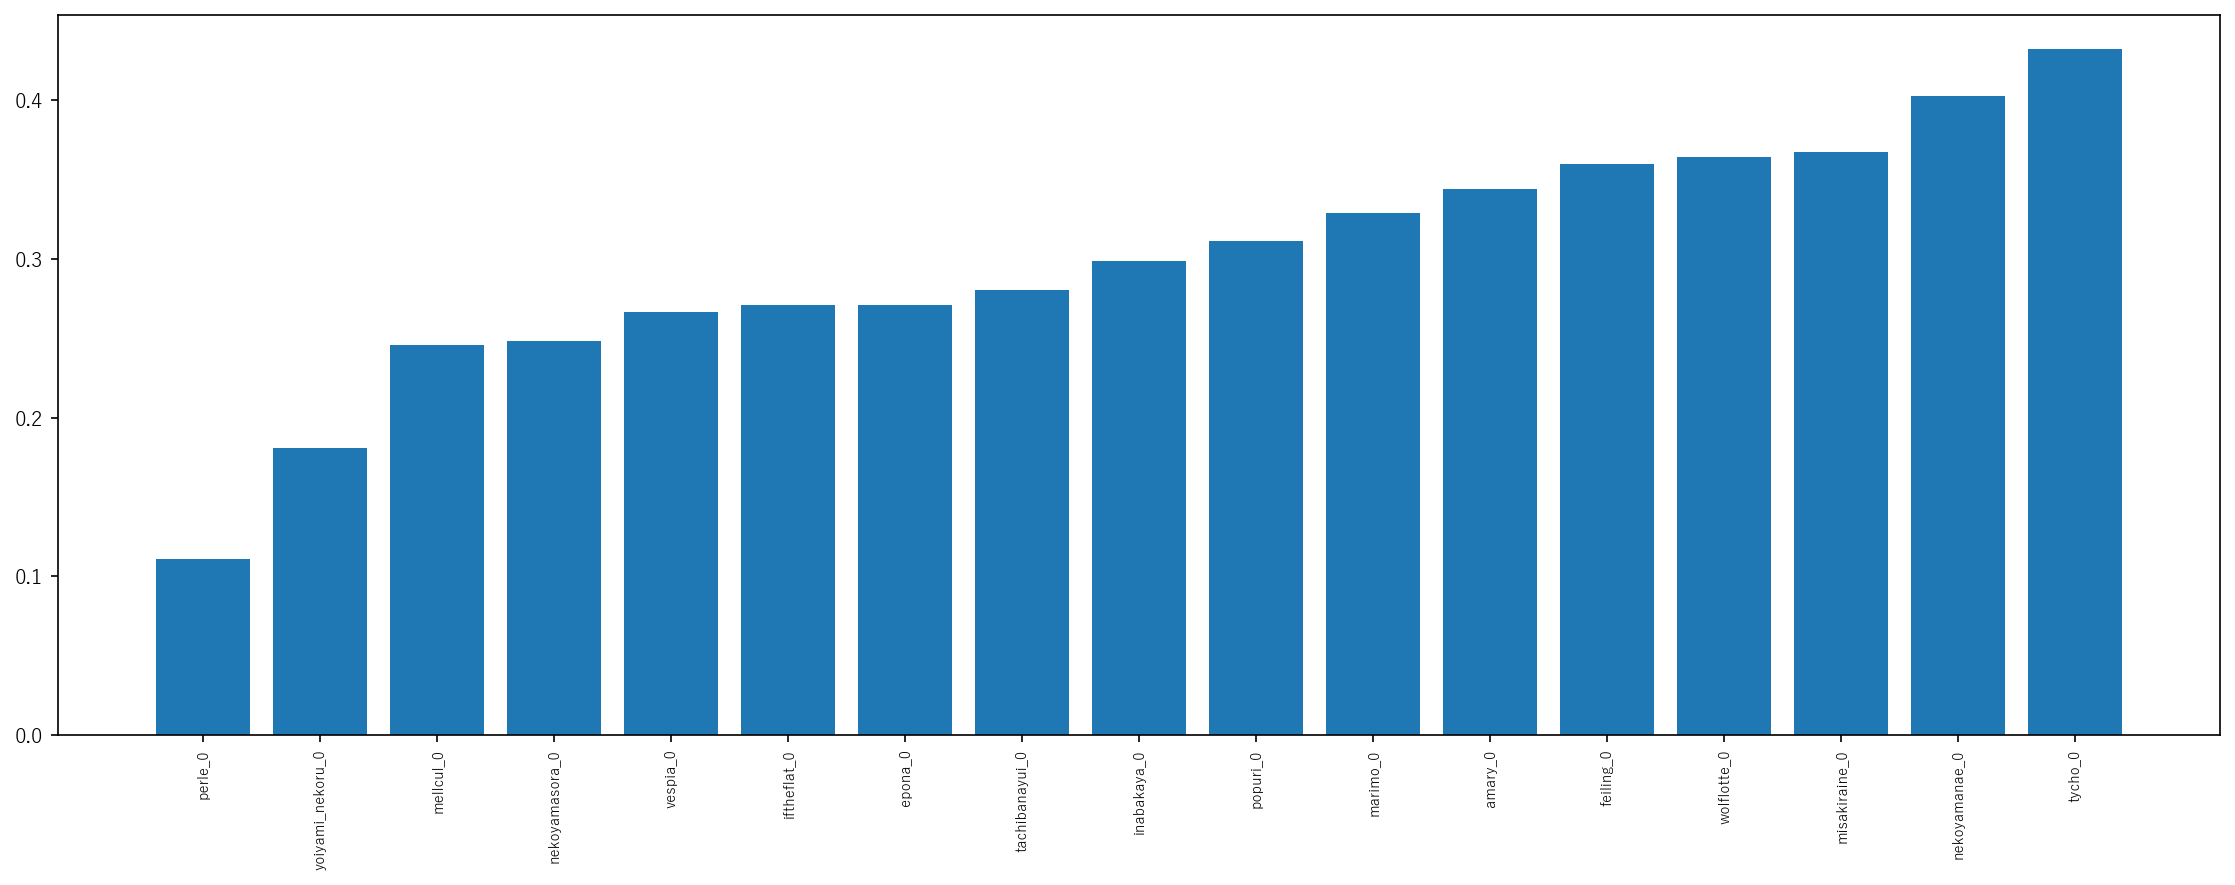 0.4
0.3
0.2
0.1
0.0
perle_0
yoiyami_nekoru_0
mellcul_0
nekoyamasora_0
vespia_0
iftheflat_0
epona_0
tachibanayui_0
inabakaya_0
popuri_0
marimo_0
amary_0
feiling_0
wolflotte_0
misakiraine_0
nekoyamanae_0
tycho_0